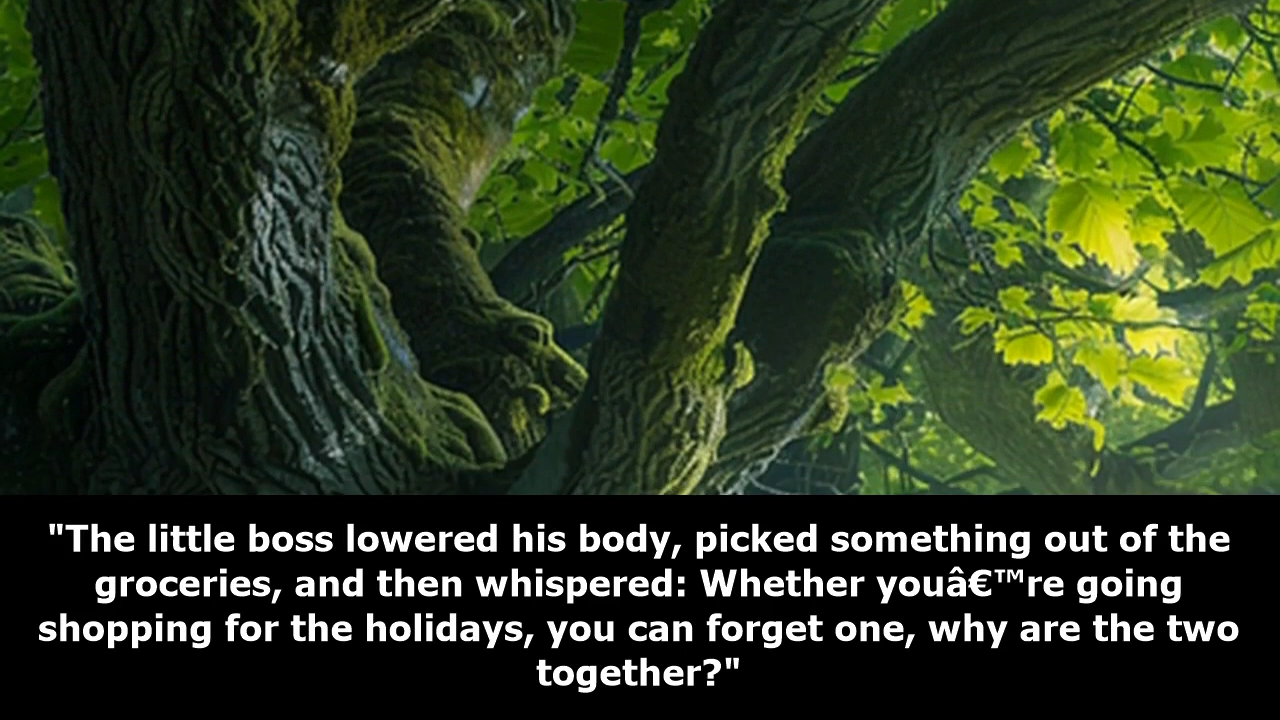 "The little boss lowered his body, picked something out of the
groceries, and then whispered: Whether youâ€™re going
shopping for the holidays, you can forget one, why are the two
together?"